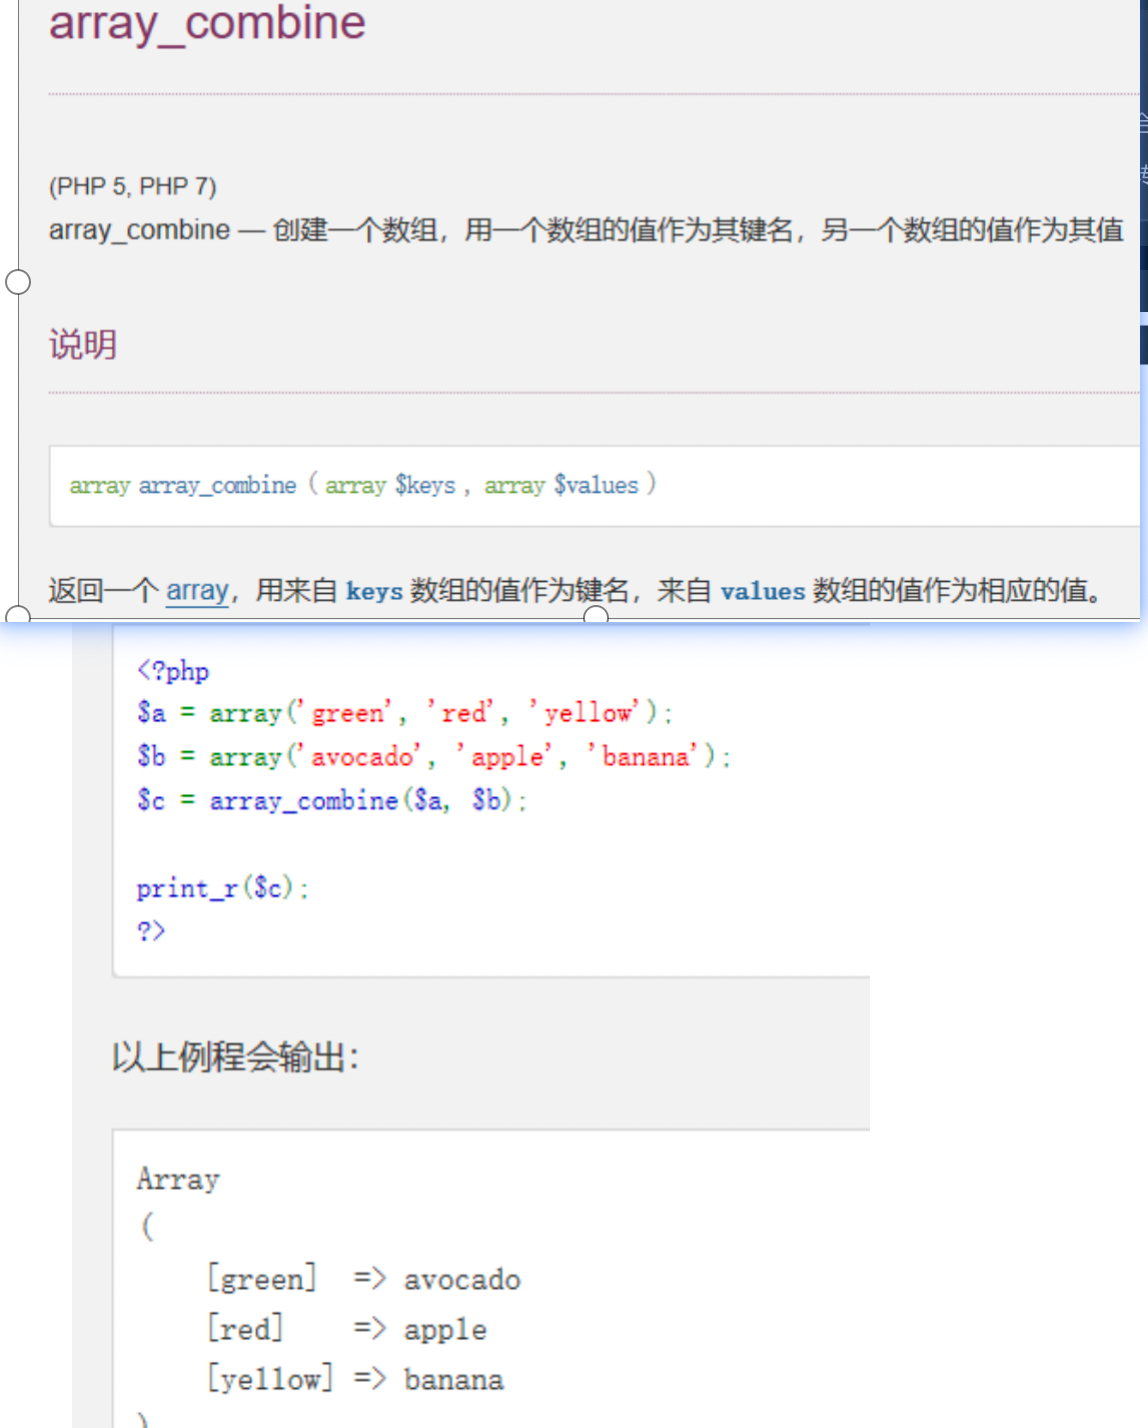 array_combine
(PHP 5, PHP 7)
array_combine — 创建一个数组，用一个数组的值作为其键名，另一个数组的值作为其值
说明
array array_combine ( array $keys , array $values )
返回一个 array，用来自 keys 数组的值作为键名，来自 values 数组的值作为相应的值。
<?php
$a = array('green', 'red', 'yellow');
$b = array('avocado', 'apple', 'banana');
$c = array_combine($a, $b);
print_r($c);
?>
以上例程会输出：
Array
(
    [green]  => avocado
    [red]    => apple
    [yellow] => banana
)